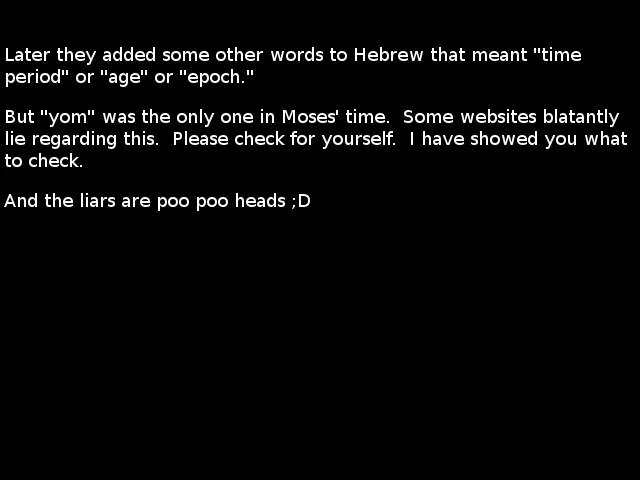 Later they added some other words to Hebrew that meant "time
period" or "age" or "epoch."
But "yom" was the only one in Moses' time.  Some websites blatantly
lie regarding this.  Please check for yourself.  I have showed you what
to check.
And the liars are poo poo heads ;D